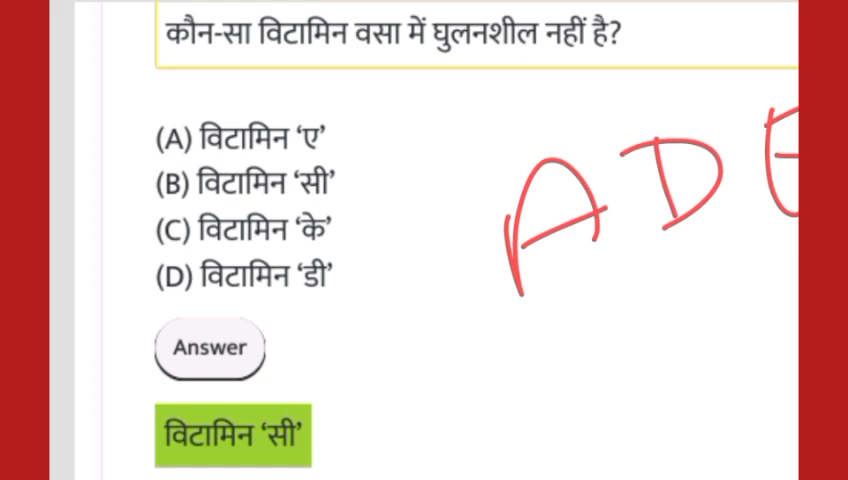 कौन-सा विटामिन वसा में घुलनशील नहीं है?
(A) विटामिन ‘ए’
(B) विटामिन ‘सी’
(C) विटामिन ‘के’
(D) विटामिन ‘डी’
A D E
Answer
विटामिन ‘सी’